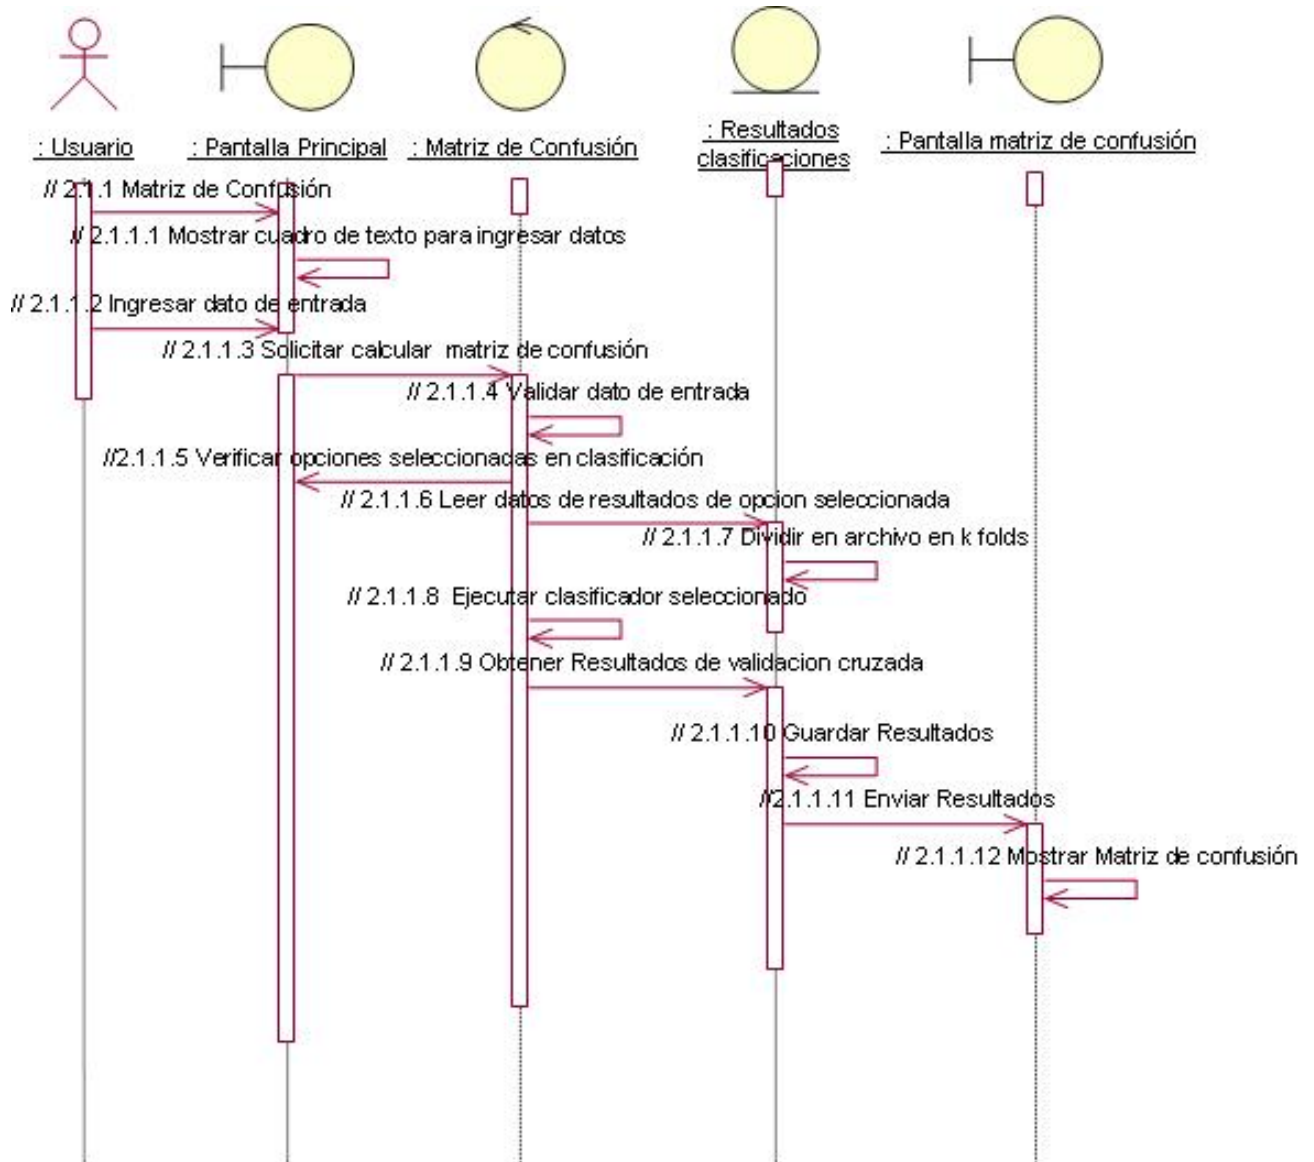 : Usuario
: Pantalla Principal
: Matriz de Confusión
: Resultados
clasificaciones
: Pantalla matriz de confusión
// 2.1.1 Matriz de Confusión
// 2.1.1.1 Mostrar cuadro de texto para ingresar datos
// 2.1.1.2 Ingresar dato de entrada
// 2.1.1.3 Solicitar calcular matriz de confusión
// 2.1.1.4 Validar dato de entrada
//2.1.1.5 Verificar opciones seleccionadas en clasificación
// 2.1.1.6 Leer datos de resultados de opcion seleccionada
// 2.1.1.7 Dividir en archivo en k folds
// 2.1.1.8 Ejecutar clasificador seleccionado
// 2.1.1.9 Obtener Resultados de validacion cruzada
// 2.1.1.10 Guardar Resultados
//2.1.1.11 Enviar Resultados
// 2.1.1.12 Mostrar Matriz de confusión